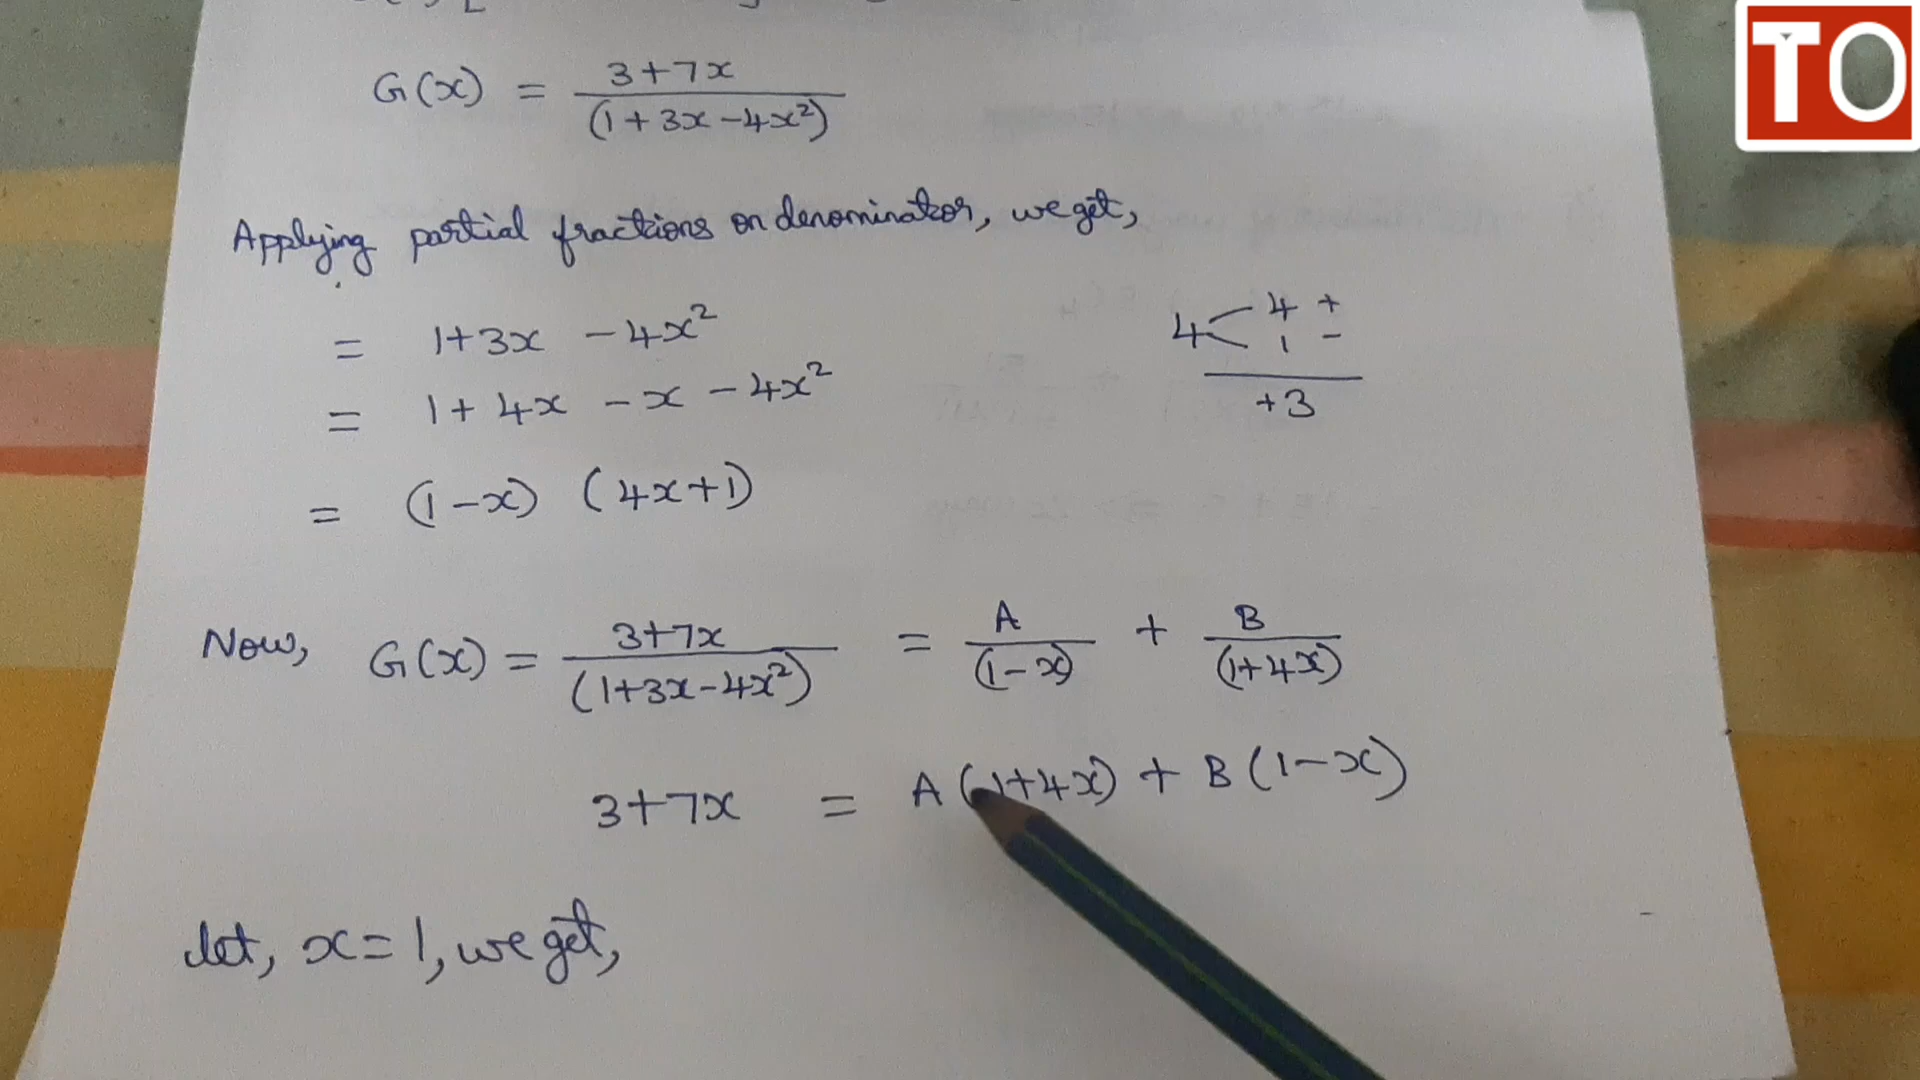 TO
G(x) = 3+7x / (1+3x-4x²)
Applying partial fractions on denominator, we get,
= 1+3x -4x²
4 < 4 +
1 -
+3
= 1+4x -x -4x²
= (1-x) (4x+1)
Now, G(x) = 3+7x / (1+3x-4x²) = A / (1-x) + B / (1+4x)
3+7x = A(1+4x) + B(1-x)
let, x=1, we get,